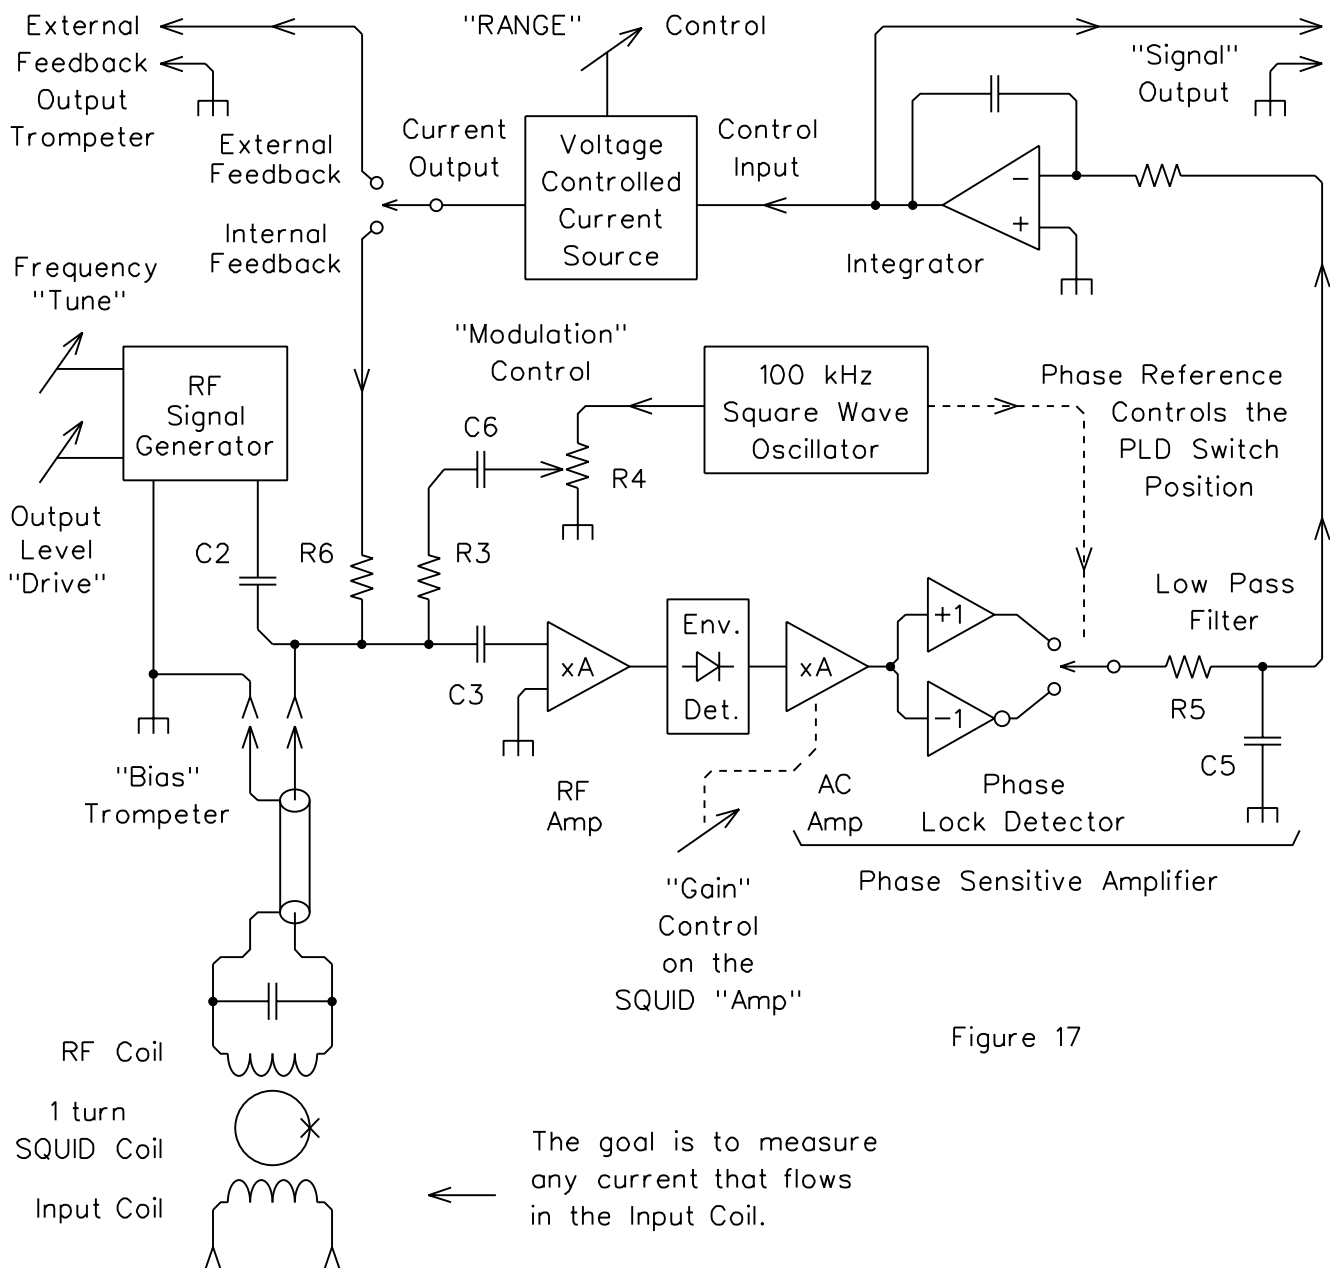 External
Feedback
Output
Trompeter
"RANGE" Control
"Signal"
Output
External
Feedback
Current
Output
Voltage
Controlled
Current
Source
Control
Input
−
+
Integrator
Internal
Feedback
Frequency
"Tune"
RF
Signal
Generator
Output
Level
"Drive"
"Modulation"
Control
100 kHz
Square Wave
Oscillator
Phase Reference
Controls the
PLD Switch
Position
C6
R4
C2
R6
R3
C3
xA
RF
Amp
Env.
Det.
xA
AC
Amp
+1
−1
Phase
Lock Detector
Low Pass
Filter
R5
C5
Phase Sensitive Amplifier
"Bias"
Trompeter
"Gain"
Control
on the
SQUID "Amp"
Figure 17
RF Coil
1 turn
SQUID Coil
Input Coil
The goal is to measure
any current that flows
in the Input Coil.